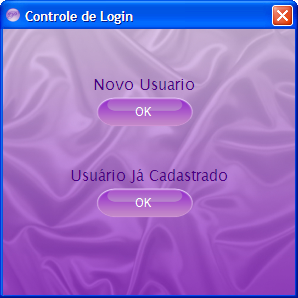 Controle de Login
Novo Usuario
OK
Usuário Já Cadastrado
OK